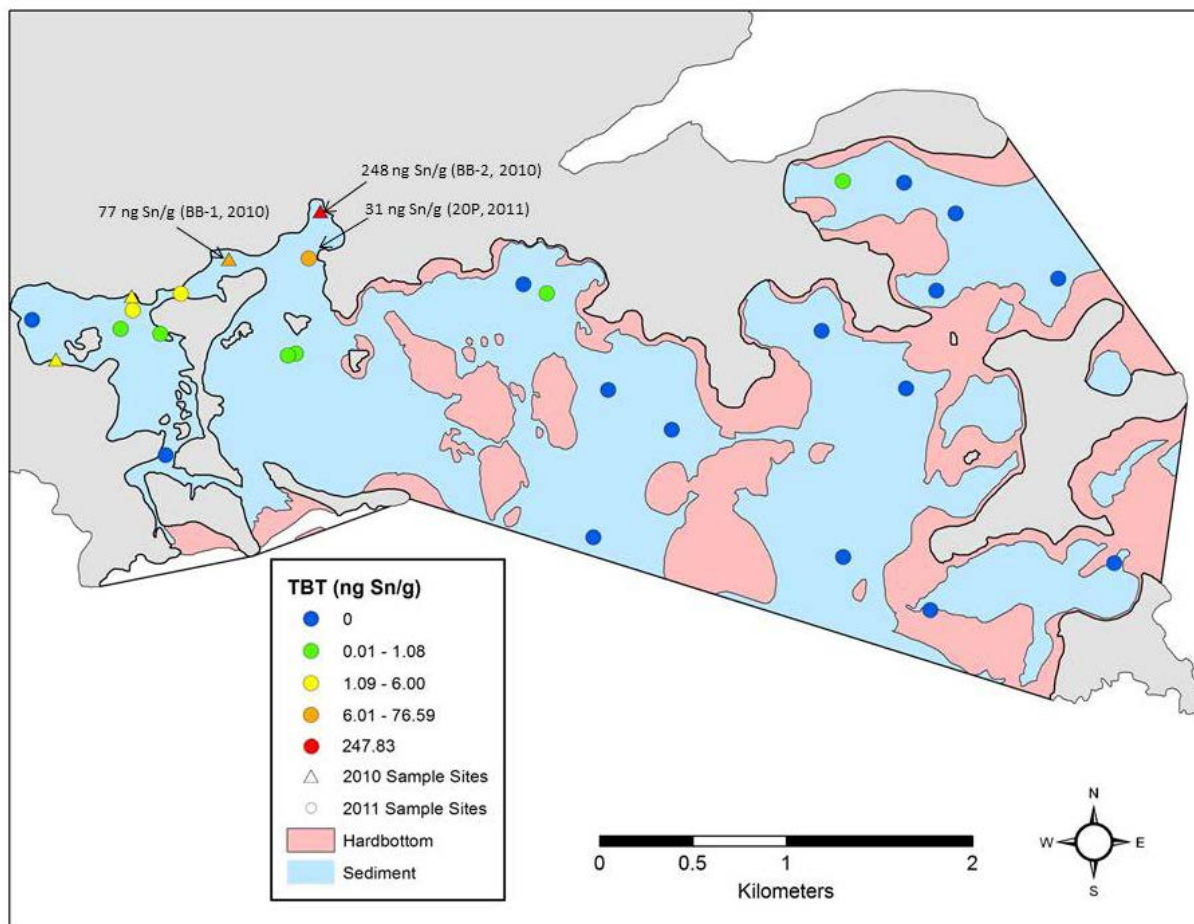 248 ng Sn/g (BB-2, 2010)
77 ng Sn/g (BB-1, 2010)
31 ng Sn/g (20P, 2011)
TBT (ng Sn/g)
0
0.01 - 1.08
1.09 - 6.00
6.01 - 76.59
247.83
2010 Sample Sites
2011 Sample Sites
Hardbottom
Sediment
0 0.5 1 2
Kilometers
N
W E
S